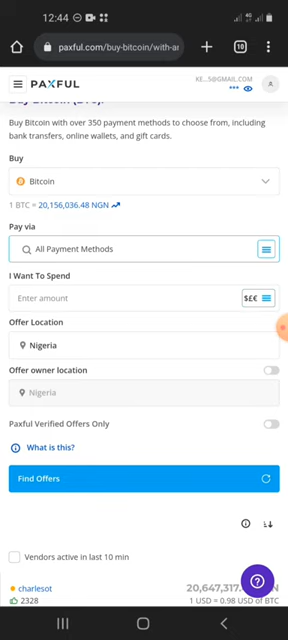 12:44
paxful.com/buy-bitcoin/with-ar
10
PAXFUL
KE...S@GMAIL.COM
Buy Bitcoin with over 350 payment methods to choose from, including
bank transfers, online wallets, and gift cards.
Buy
Bitcoin
1 BTC = 20,156,036.48 NGN
Pay via
All Payment Methods
I Want To Spend
Enter amount
$££
Offer Location
Nigeria
Offer owner location
Nigeria
Paxful Verified Offers Only
What is this?
Find Offers
Vendors active in last 10 min
charlesot
20,647,317
2328
1 USD = 0.98 USD of BTC